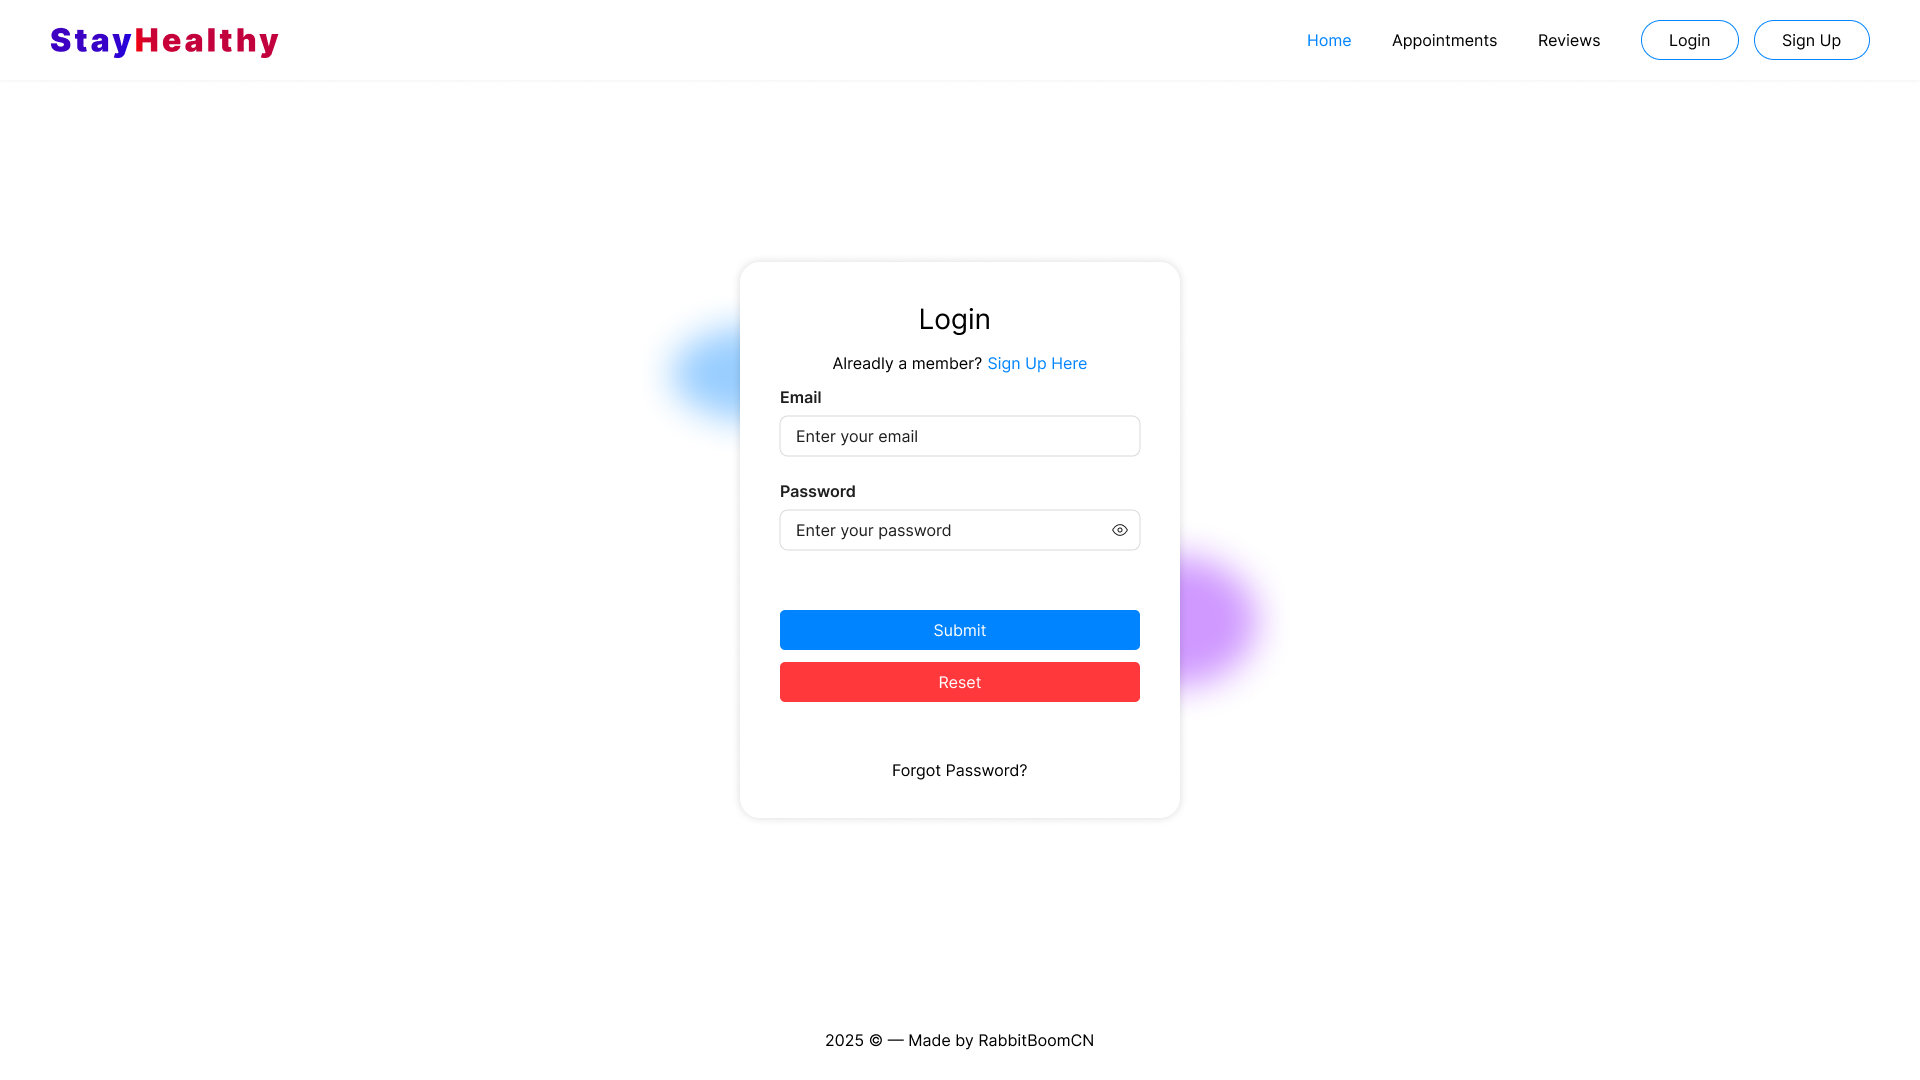 StayHealthy
Home Appointments Reviews Login Sign Up
Login
Alreadly a member? Sign Up Here
Email
Enter your email
Password
Enter your password
Submit
Reset
Forgot Password?
2025 © — Made by RabbitBoomCN